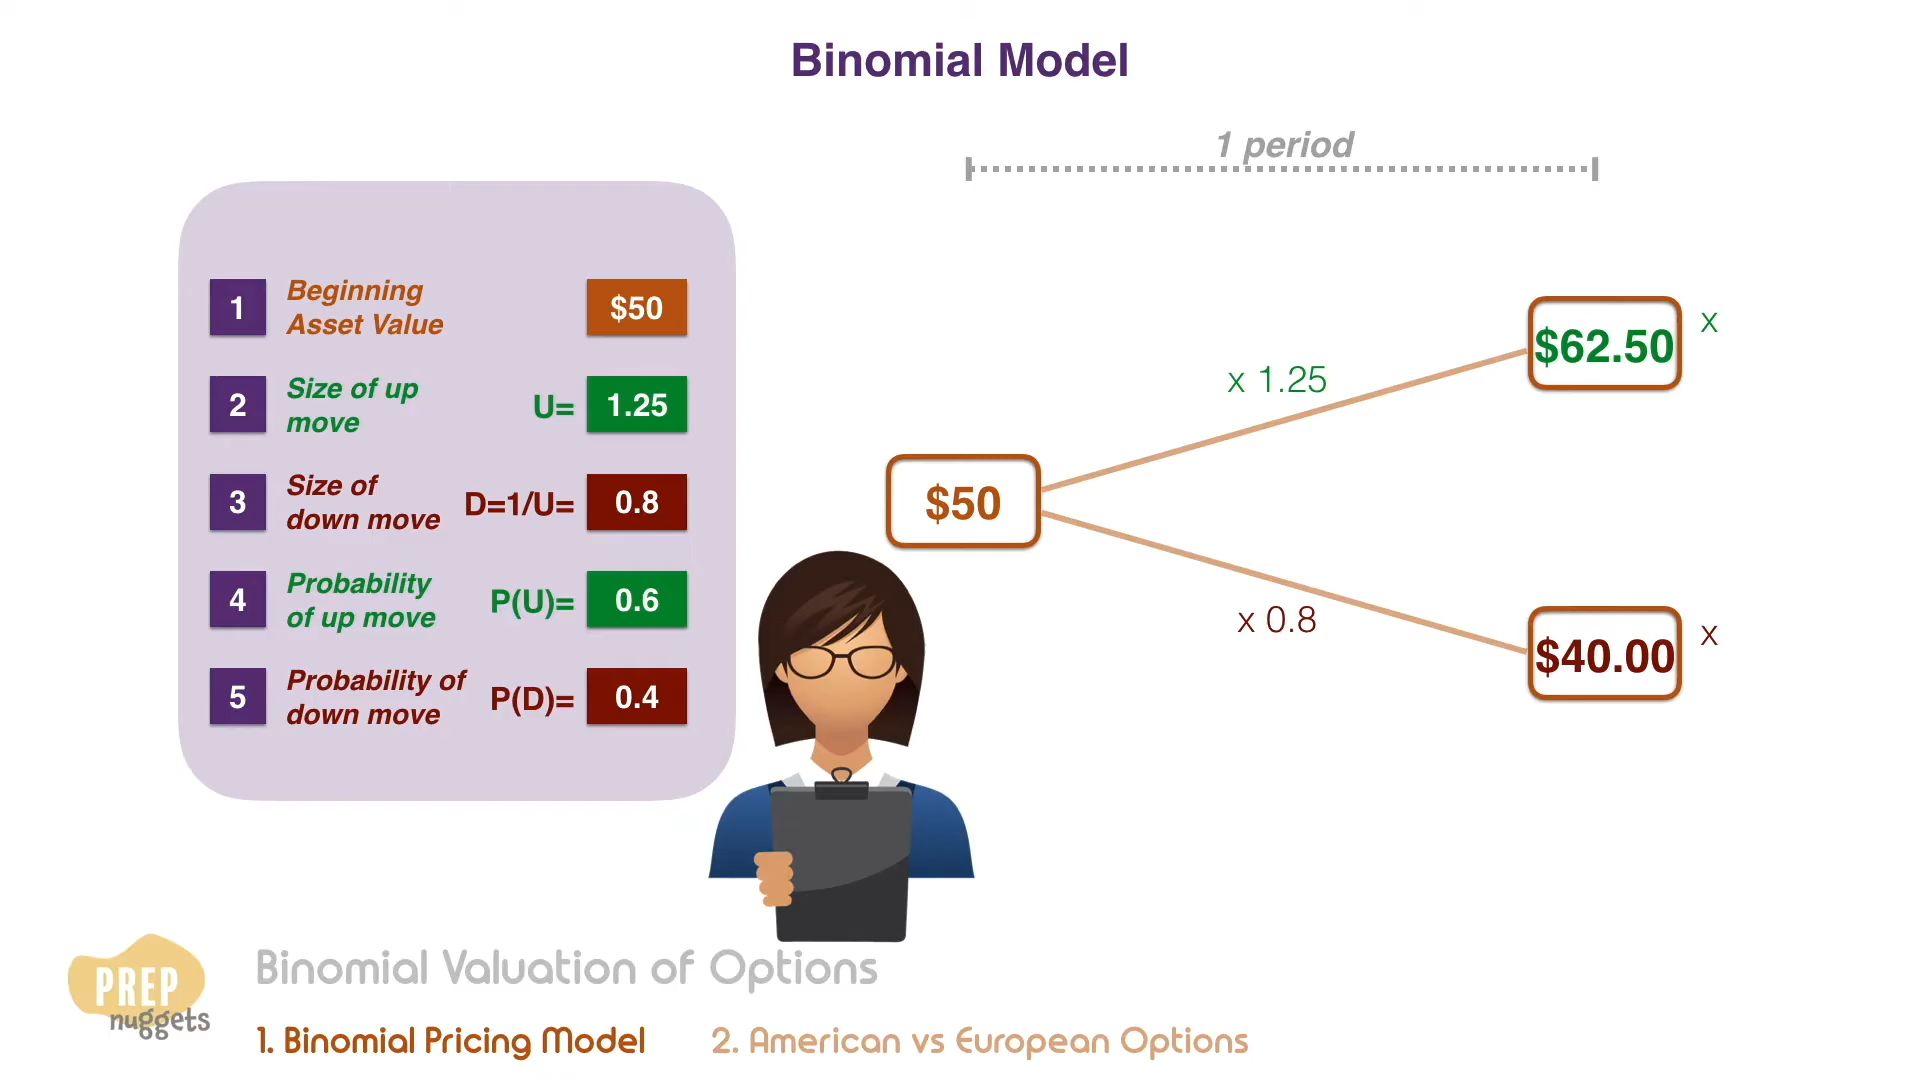 Binomial Model
1 period
1
Beginning
Asset Value
$50
2
Size of up
move
U=
1.25
3
Size of
down move
D=1/U=
0.8
4
Probability
of up move
P(U)=
0.6
5
Probability of
down move
P(D)=
0.4
$50
x 1.25
x 0.8
$62.50
x
$40.00
x
PREP
nuggets
Binomial Valuation of Options
1. Binomial Pricing Model
2. American vs European Options